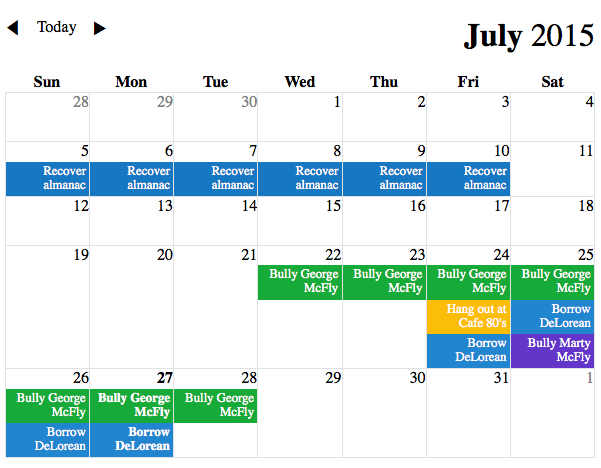 Today
July 2015
Sun Mon Tue Wed Thu Fri Sat
28 29 30 1 2 3 4
5 6 7 8 9 10 11
Recover Recover Recover Recover Recover Recover
almanac almanac almanac almanac almanac almanac
12 13 14 15 16 17 18
19 20 21 22 23 24 25
Bully George Bully George Bully George Bully George
McFly McFly McFly McFly
Hang out at Borrow
Cafe 80's DeLorean
Borrow Bully Marty
DeLorean McFly
26 27 28 29 30 31 1
Bully George Bully George Bully George
McFly McFly McFly
Borrow Borrow
DeLorean DeLorean